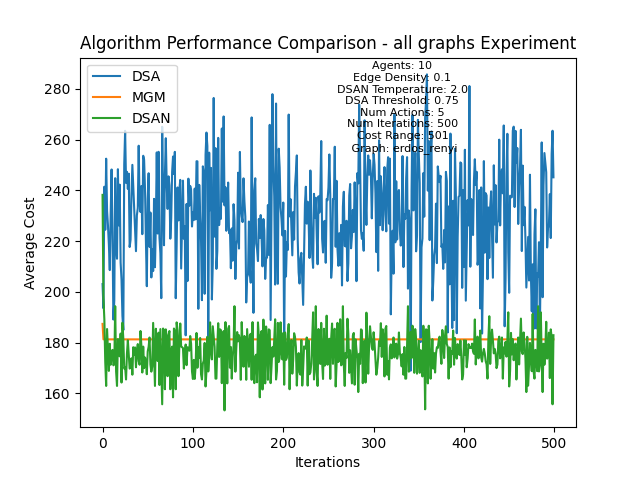 Algorithm Performance Comparison - all graphs Experiment
DSA
MGM
DSAN
Agents: 10
Edge Density: 0.1
DSAN Temperature: 2.0
DSA Threshold: 0.75
Num Actions: 5
Num Iterations: 500
Cost Range: 501
Graph: erdos_renyi
Average Cost
280
260
240
220
200
180
160
0
100
200
300
400
500
Iterations